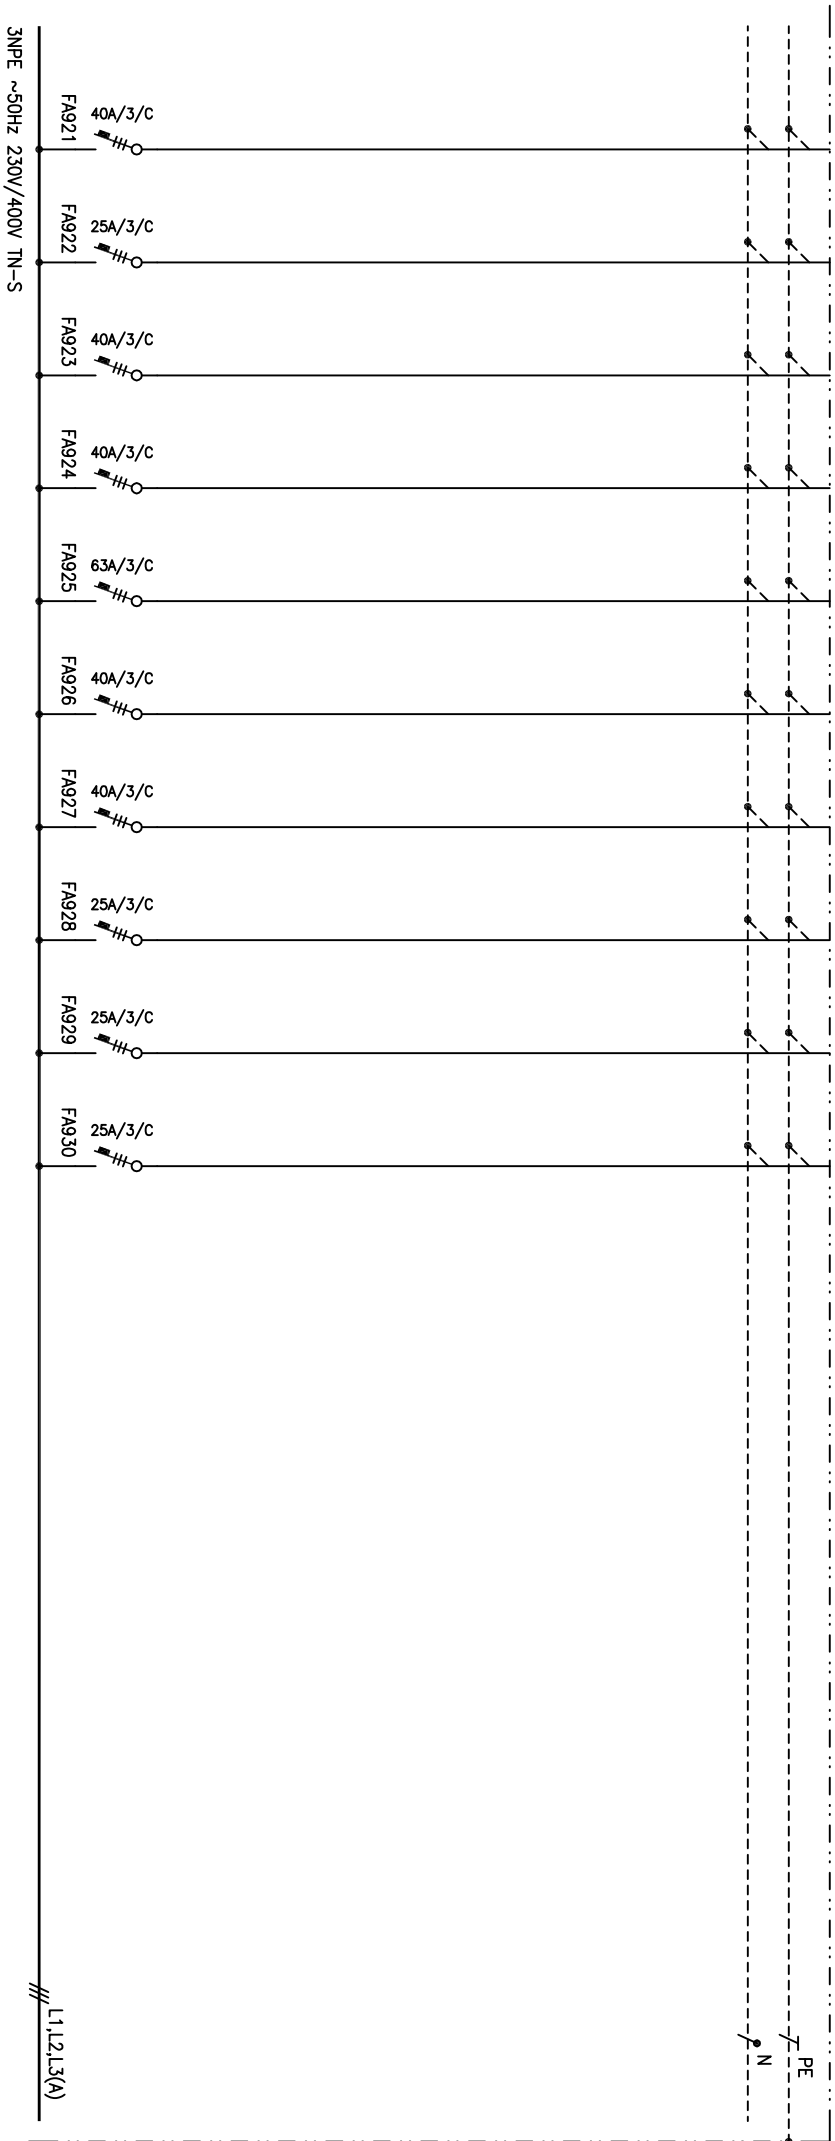 3NPE ~50Hz 230V/400V TN-S
FA921
40A/3/C
FA922
25A/3/C
FA923
40A/3/C
FA924
40A/3/C
FA925
63A/3/C
FA926
40A/3/C
FA927
40A/3/C
FA928
25A/3/C
FA929
25A/3/C
FA930
25A/3/C
L1,L2,L3(A)
N
PE